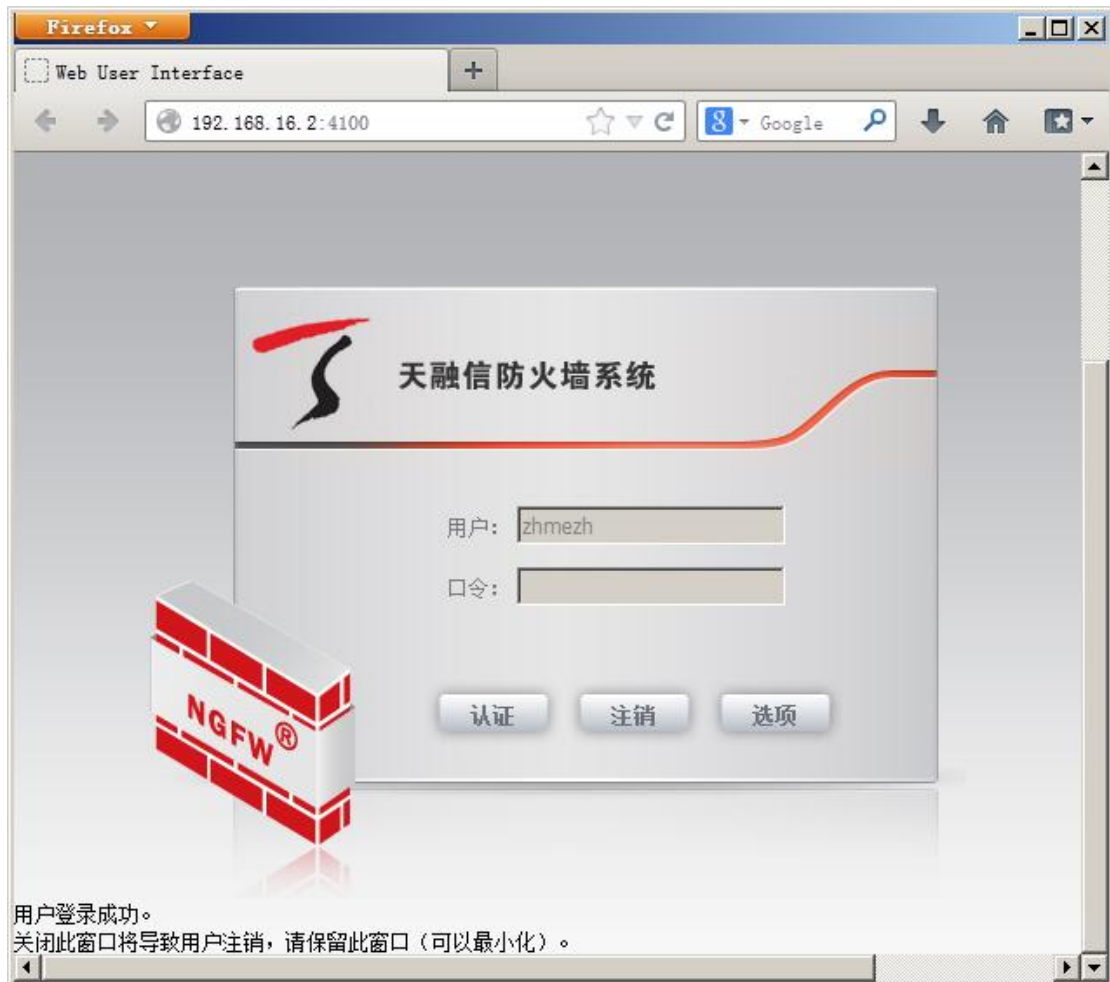 Firefox
Web User Interface
192.168.16.2:4100
Google
天融信防火墙系统
用户: zhmezh
口令:
NGFW®
认证 注销 选项
用户登录成功。
关闭此窗口将导致用户注销，请保留此窗口（可以最小化）。